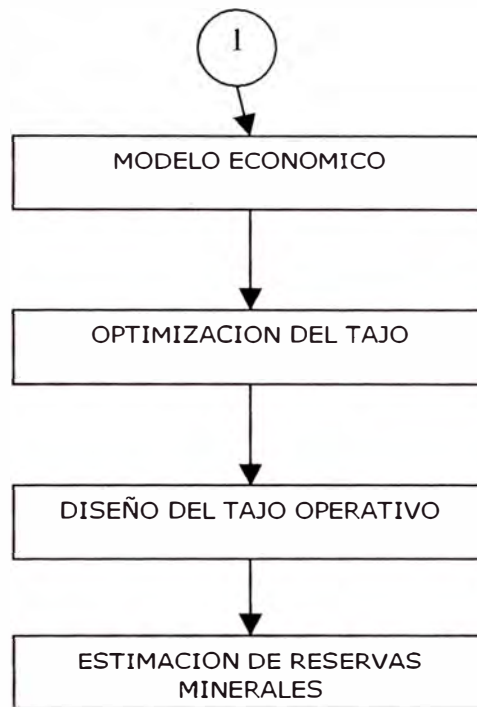 1
MODELO ECONOMICO
OPTIMIZACION DEL TAJO
DISEÑO DEL TAJO OPERATIVO
ESTIMACION DE RESERVAS
MINERALES